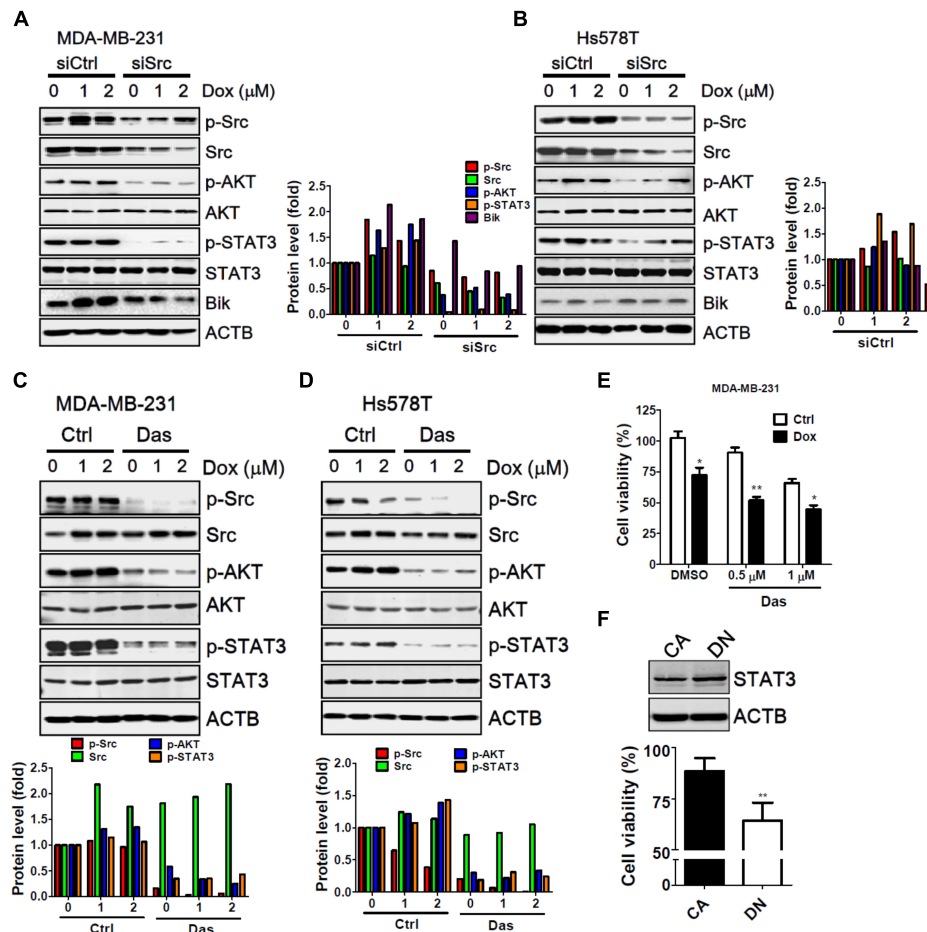 A
MDA-MB-231
siCtrl siSrc
0 1 2 0 1 2 Dox (μM)
p-Src
Src
p-AKT
AKT
p-STAT3
STAT3
Bik
ACTB
p-Src
Src
p-AKT
p-STAT3
Bik
Protein level (fold)
2.5
2.0
1.5
1.0
0.5
0.0
0 1 2 0 1 2
siCtrl siSrc
B
Hs578T
siCtrl siSrc
0 1 2 0 1 2 Dox (μM)
p-Src
Src
p-AKT
AKT
p-STAT3
STAT3
Bik
ACTB
Protein level (fold)
2.5
2.0
1.5
1.0
0.5
0.0
0 1 2
siCtrl
C
MDA-MB-231
Ctrl Das
0 1 2 0 1 2 Dox (μM)
p-Src
Src
p-AKT
AKT
p-STAT3
STAT3
ACTB
p-Src p-AKT
Src p-STAT3
Protein level (fold)
2.5
2.0
1.5
1.0
0.5
0.0
0 1 2 0 1 2
Ctrl Das
D
Hs578T
Ctrl Das
0 1 2 0 1 2 Dox (μM)
p-Src
Src
p-AKT
AKT
p-STAT3
STAT3
ACTB
p-Src p-AKT
Src p-STAT3
Protein level (fold)
2.5
2.0
1.5
1.0
0.5
0.0
0 1 2 0 1 2
Ctrl Das
E
MDA-MB-231
Ctrl
Dox
Cell viability (%)
125
100
75
50
25
0
* ** *
DMSO 0.5 μM 1 μM
Das
F
CA DN
STAT3
ACTB
Cell viability (%)
100
75
50
50
0
**
CA DN